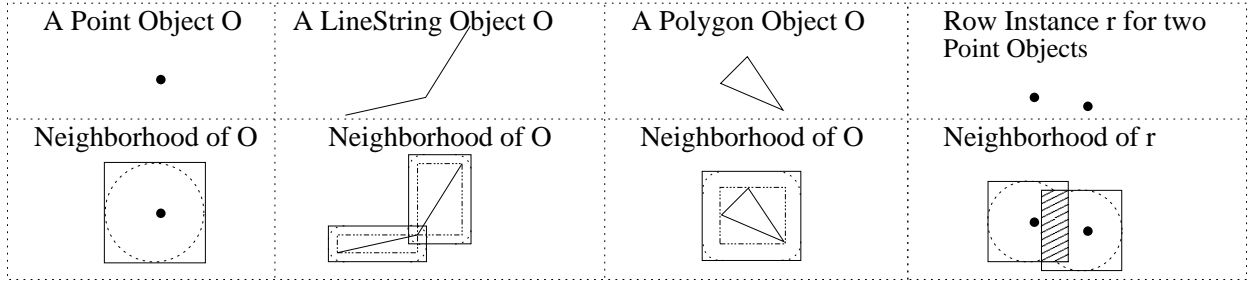 A Point Object O
A LineString Object O
A Polygon Object O
Row Instance r for two
Point Objects
Neighborhood of O
Neighborhood of O
Neighborhood of O
Neighborhood of r